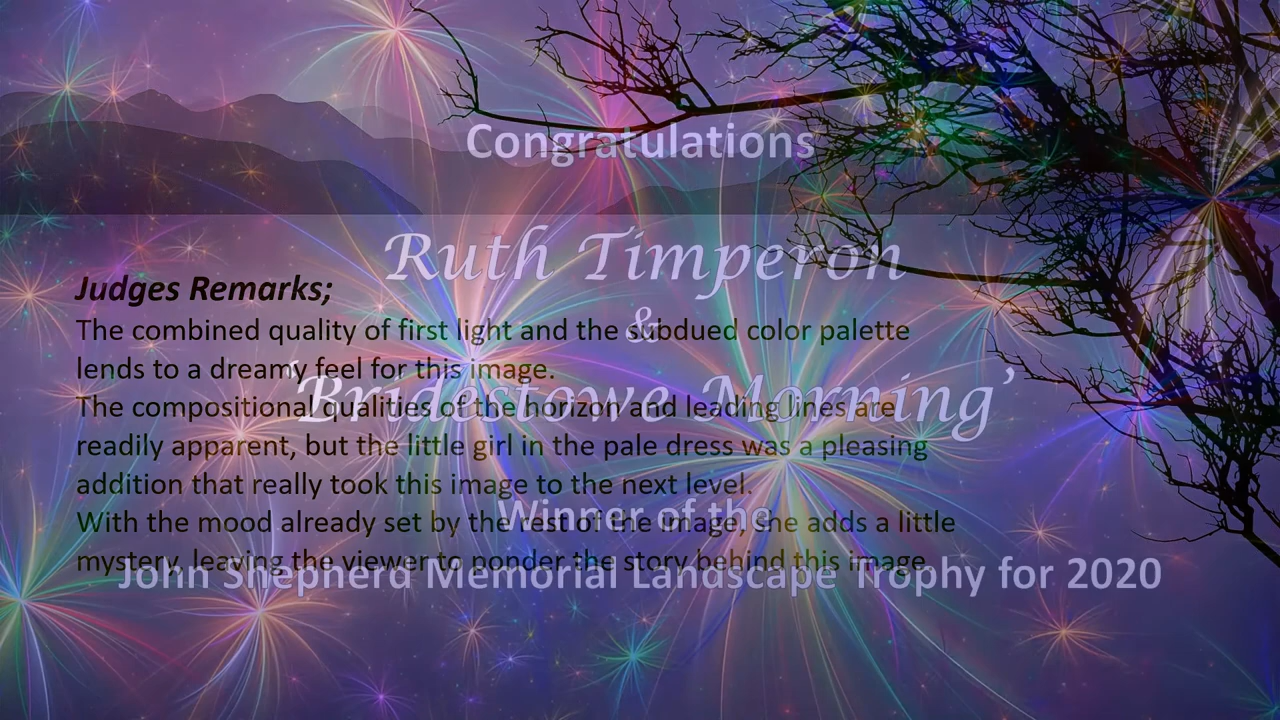 Congratulations
Ruth Timperon
&
‘Bridestowe Morning’
Winner of the
John Shepherd Memorial Landscape Trophy for 2020
Judges Remarks;
The combined quality of first light and the subdued color palette
lends to a dreamy feel for this image.
The compositional qualities of the horizon and leading lines are
readily apparent, but the little girl in the pale dress was a pleasing
addition that really took this image to the next level.
With the mood already set by the rest of the image, she adds a little
mystery, leaving the viewer to ponder the story behind this image.